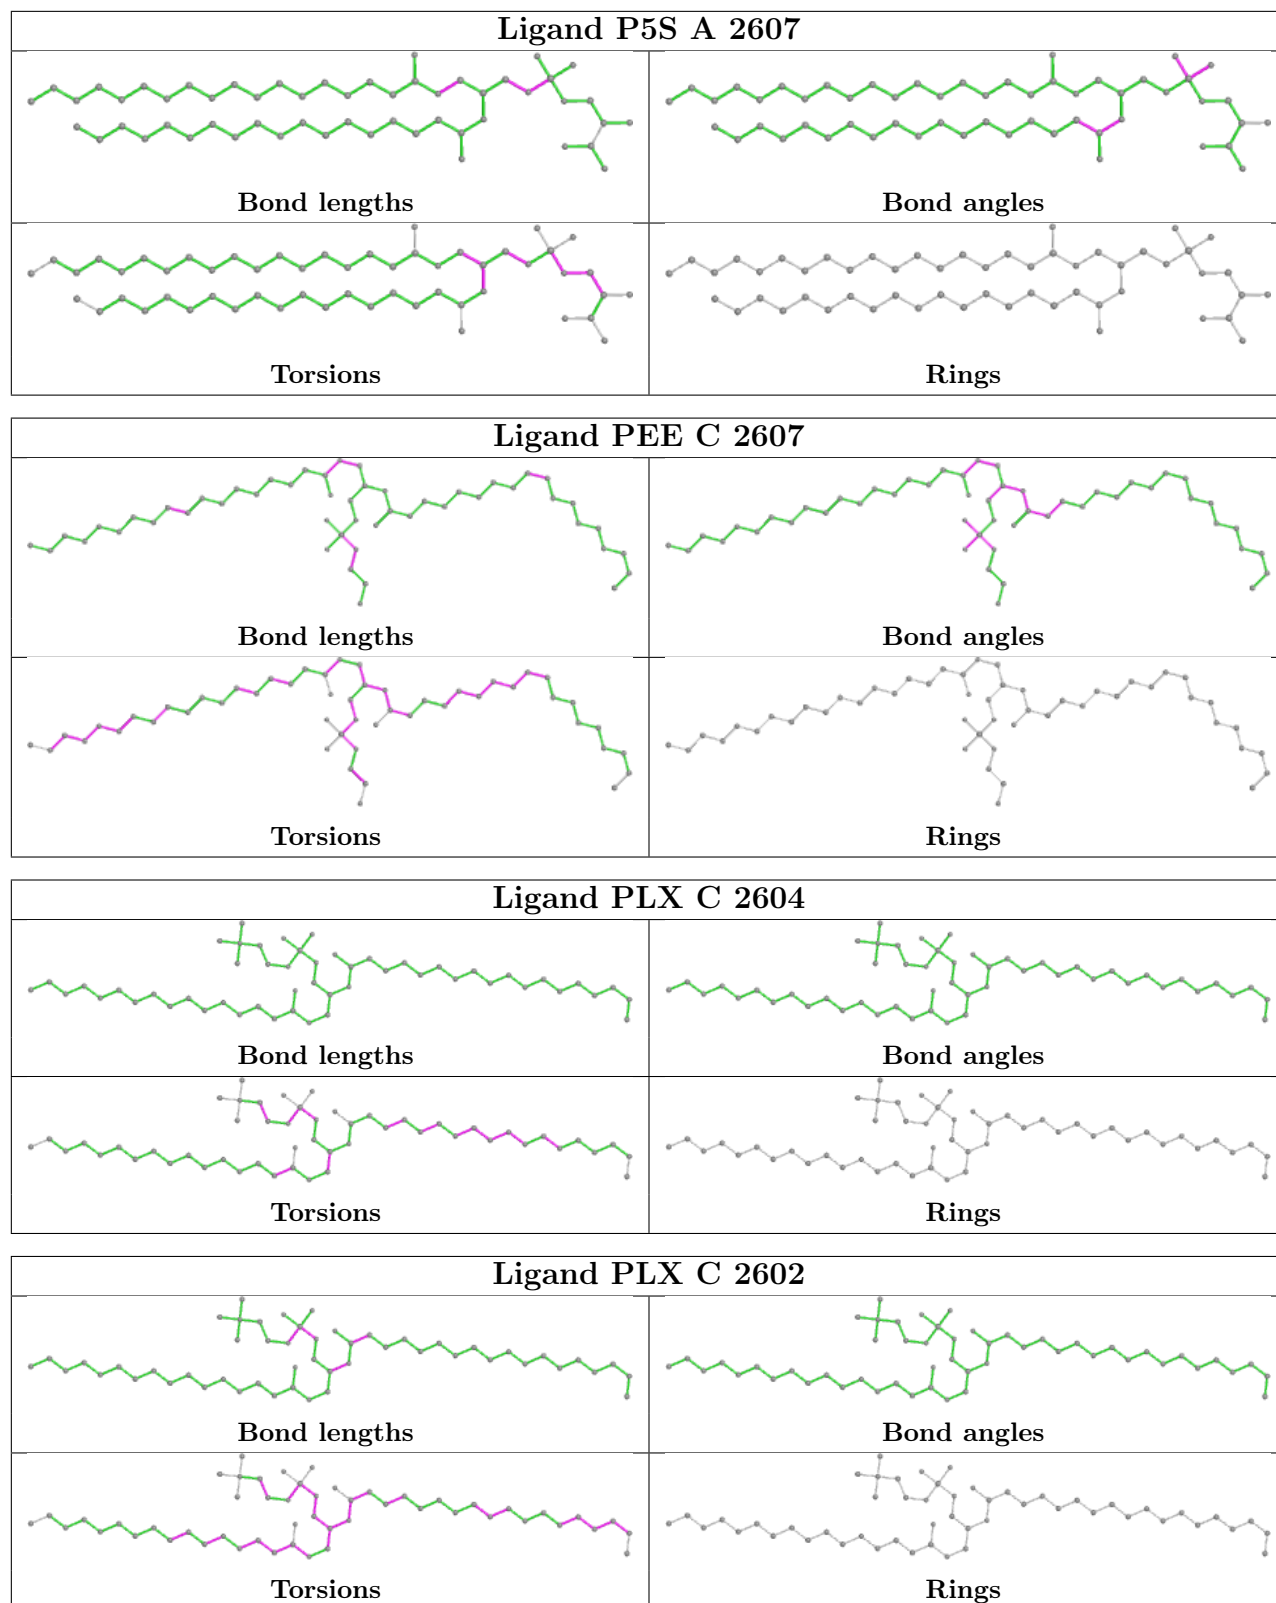 Ligand P5S A 2607
Bond lengths
Bond angles
Torsions
Rings
Ligand PEE C 2607
Bond lengths
Bond angles
Torsions
Rings
Ligand PLX C 2604
Bond lengths
Bond angles
Torsions
Rings
Ligand PLX C 2602
Bond lengths
Bond angles
Torsions
Rings